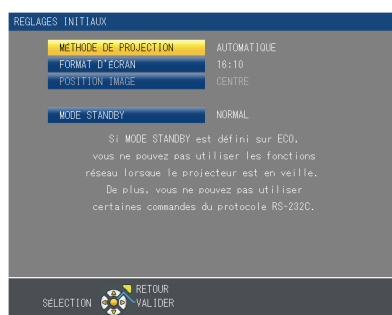 REGLAGES INITIAUX
MÉTHODE DE PROJECTION AUTOMATIQUE
FORMAT D'ÉCRAN 16:10
POSITION IMAGE CENTRE
MODE STANDBY NORMAL
Si MODE STANDBY est défini sur ECO,
vous ne pouvez pas utiliser les fonctions
réseau lorsque le projecteur est en veille.
De plus, vous ne pouvez pas utiliser
certaines commandes du protocole RS-232C.
RETOUR
SÉLECTION VALIDER